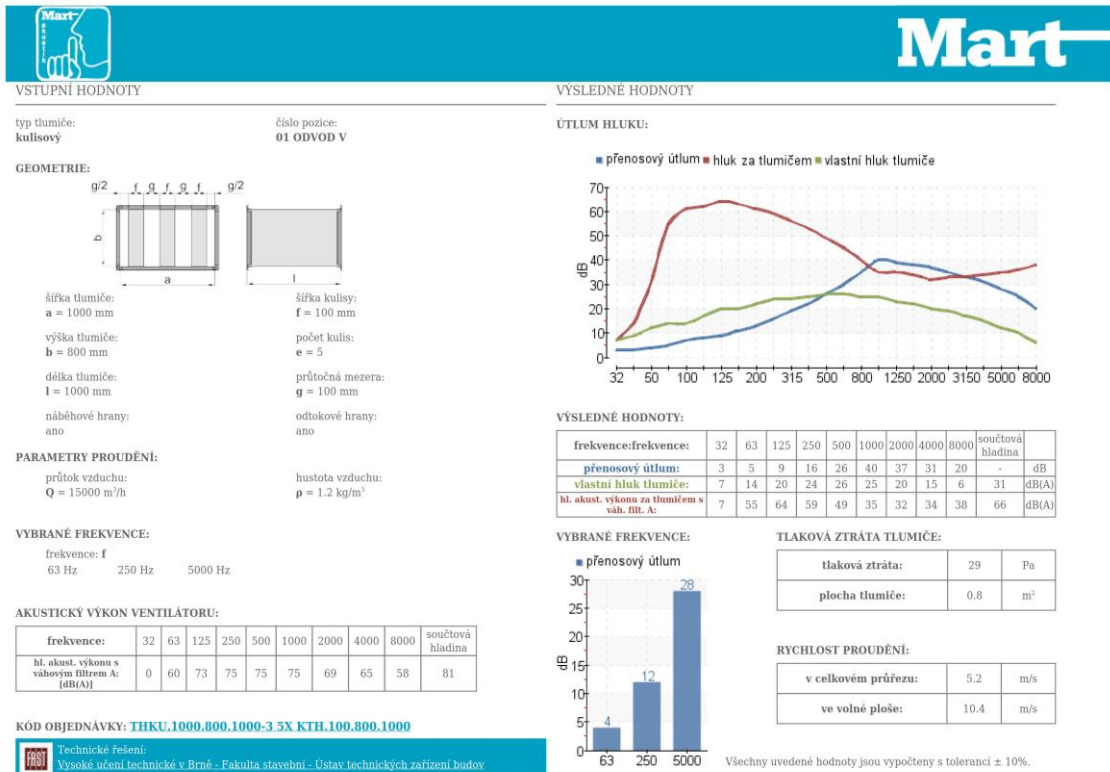 Mart
akustik
Mart
VSTUPNÍ HODNOTY
typ tlumiče:
kulisový
číslo pozice:
01 ODVOD V
GEOMETRIE:
g/2 f g f g f g/2
b
a
l
šířka tlumiče:
a = 1000 mm
šířka kulisy:
f = 100 mm
výška tlumiče:
b = 800 mm
počet kulis:
e = 5
délka tlumiče:
l = 1000 mm
průtočná mezera:
g = 100 mm
náběhové hrany:
ano
odtokové hrany:
ano
PARAMETRY PROUDĚNÍ:
průtok vzduchu:
Q = 15000 m³/h
hustota vzduchu:
ρ = 1.2 kg/m³
VYBRANÉ FREKVENCE:
frekvence: f
63 Hz 250 Hz 5000 Hz
AKUSTICKÝ VÝKON VENTILÁTORU:
frekvence: 32 63 125 250 500 1000 2000 4000 8000 součtová hladina
hl. akust. výkonu s
váhovým filtrem A:
[dB(A)]
0 60 73 75 75 75 69 65 58 81
KÓD OBJEDNÁVKY: THKU.1000.800.1000-3 5X KTH.100.800.1000
FAST
Technické řešení:
Vysoké učení technické v Brně - Fakulta stavební - Ústav technických zařízení budov
VÝSLEDNÉ HODNOTY
ÚTLUM HLUKU:
přenosový útlum hluk za tlumičem vlastní hluk tlumiče
70
60
50
40
30
20
10
0
dB
32 50 100 125 200 315 500 800 1250 2000 3150 5000 8000
VÝSLEDNÉ HODNOTY:
frekvence:frekvence: 32 63 125 250 500 1000 2000 4000 8000 součtová hladina
přenosový útlum: 3 5 9 16 26 40 37 31 20 - dB
vlastní hluk tlumiče: 7 14 20 24 26 25 20 15 6 31 dB(A)
hl. akust. výkonu za tlumičem s
váh. filt. A:
7 55 64 59 49 35 32 34 38 66 dB(A)
VYBRANÉ FREKVENCE:
přenosový útlum
30
25
20
15
10
5
0
dB
4
12
28
63 250 5000
TLAKOVÁ ZTRÁTA TLUMIČE:
tlaková ztráta: 29 Pa
plocha tlumiče: 0.8 m²
RYCHLOST PROUDĚNÍ:
v celkovém průřezu: 5.2 m/s
ve volné ploše: 10.4 m/s
Všechny uvedené hodnoty jsou vypočteny s tolerancí ± 10%.